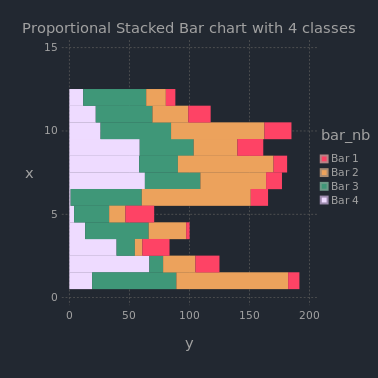 Proportional Stacked Bar chart with 4 classes
15
10
5
0
x
0
50
100
150
200
y
bar_nb
Bar 1
Bar 2
Bar 3
Bar 4